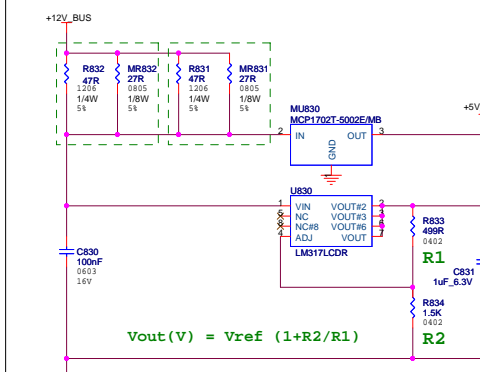 +12V_BUS
R832
47R
1206
1/4W
5%
MR832
27R
0805
1/8W
5%
R831
47R
1206
1/4W
5%
MR831
27R
0805
1/8W
5%
MU830
MCP1702T-5002E/MB
2
IN
OUT
3
GND
+5V
U830
1
VIN
NC
NC#8
4
ADJ
VOUT#2
VOUT#3
VOUT#6
VOUT
2
LM317LCDR
R833
499R
0402
R1
C830
100nF
0603
16V
C831
1uF_6.3V
R834
1.5K
0402
R2
Vout(V) = Vref (1+R2/R1)